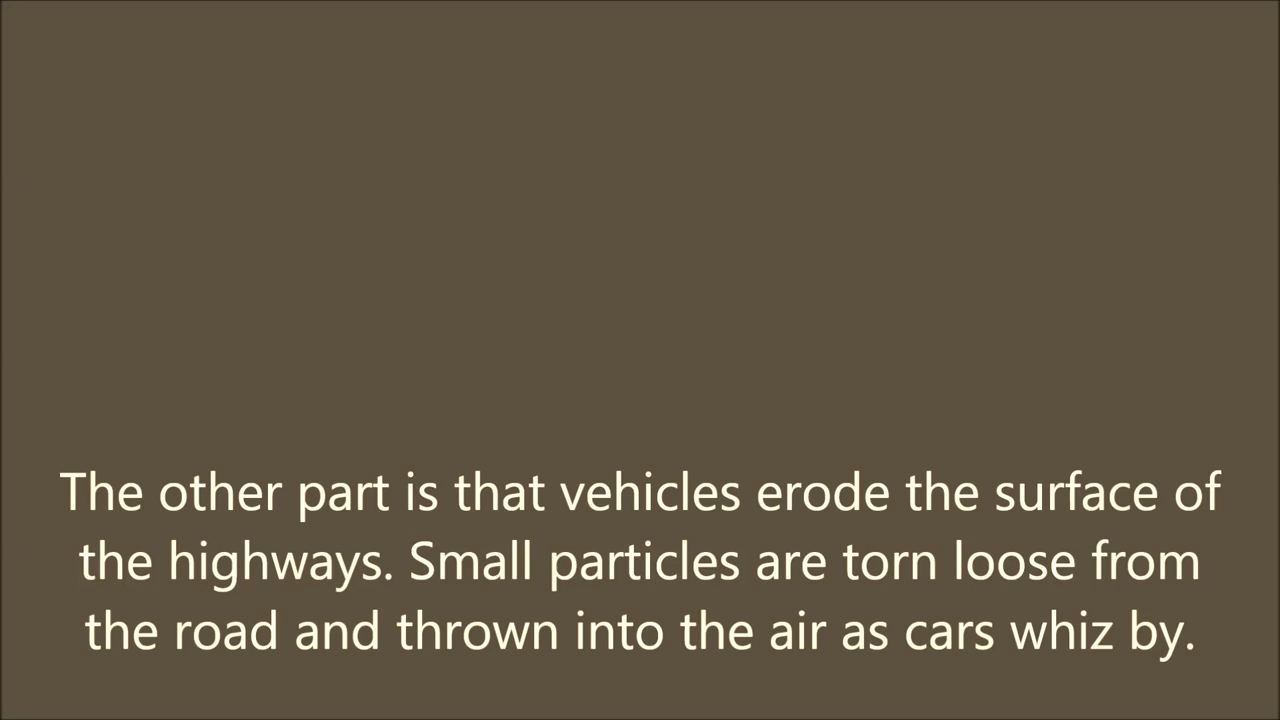 The other part is that vehicles erode the surface of
the highways. Small particles are torn loose from
the road and thrown into the air as cars whiz by.